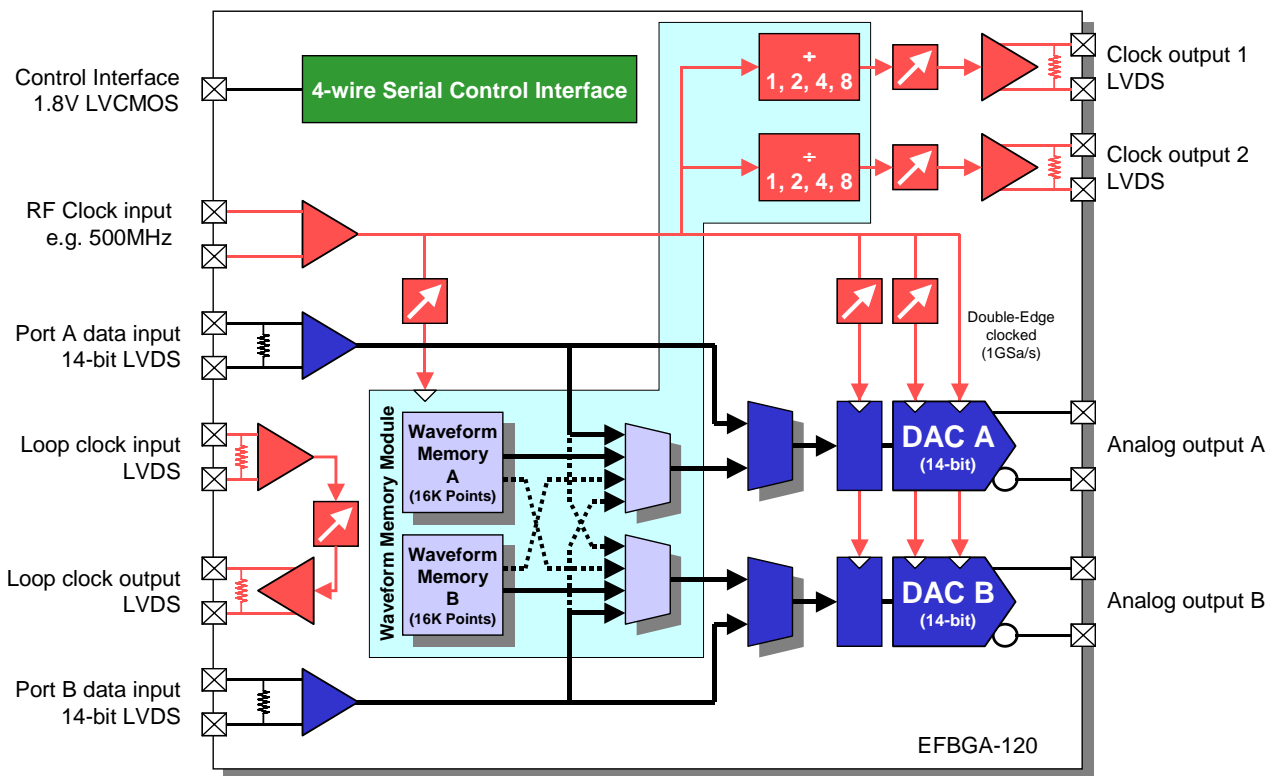 Control Interface
1.8V LVCMOS
4-wire Serial Control Interface
÷
1, 2, 4, 8
Clock output 1
LVDS
÷
1, 2, 4, 8
Clock output 2
LVDS
RF Clock input
e.g. 500MHz
Port A data input
14-bit LVDS
Double-Edge
clocked
(1GSa/s)
Loop clock input
LVDS
Waveform Memory Module
Waveform
Memory
A
(16K Points)
DAC A
(14-bit)
Analog output A
Loop clock output
LVDS
Waveform
Memory
B
(16K Points)
DAC B
(14-bit)
Analog output B
Port B data input
14-bit LVDS
EFBGA-120